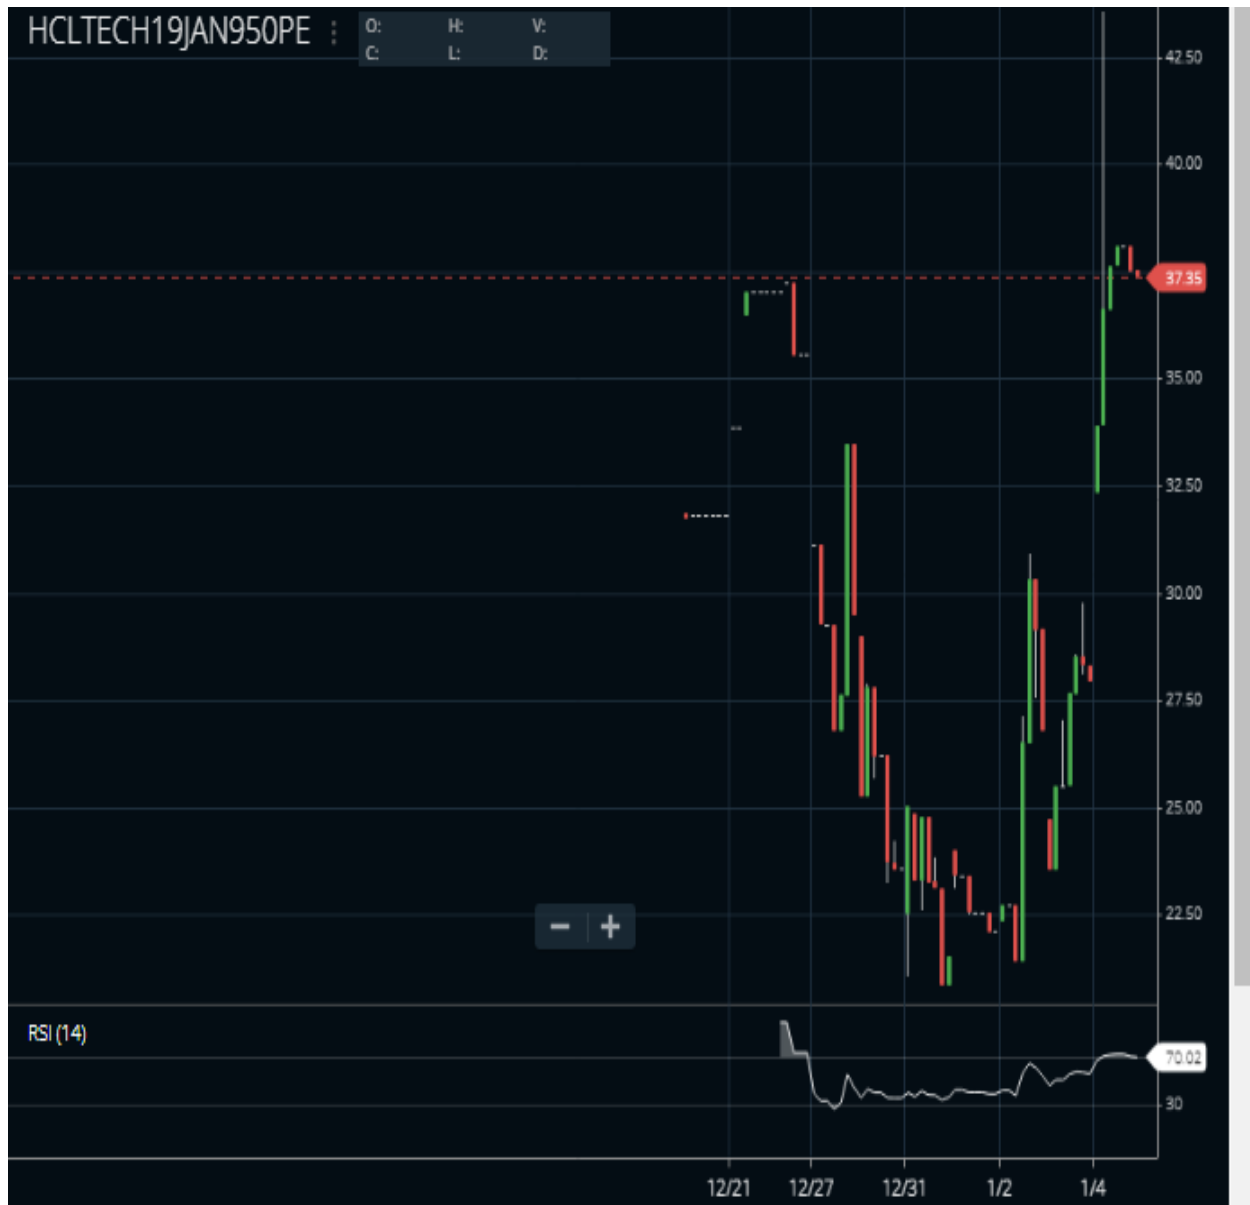 HCLTECH19JAN950PE
O: H: V:
C: L: D:
42.50
40.00
37.35
35.00
32.50
30.00
27.50
25.00
22.50
RSI (14)
70.02
30
12/21 12/27 12/31 1/2 1/4